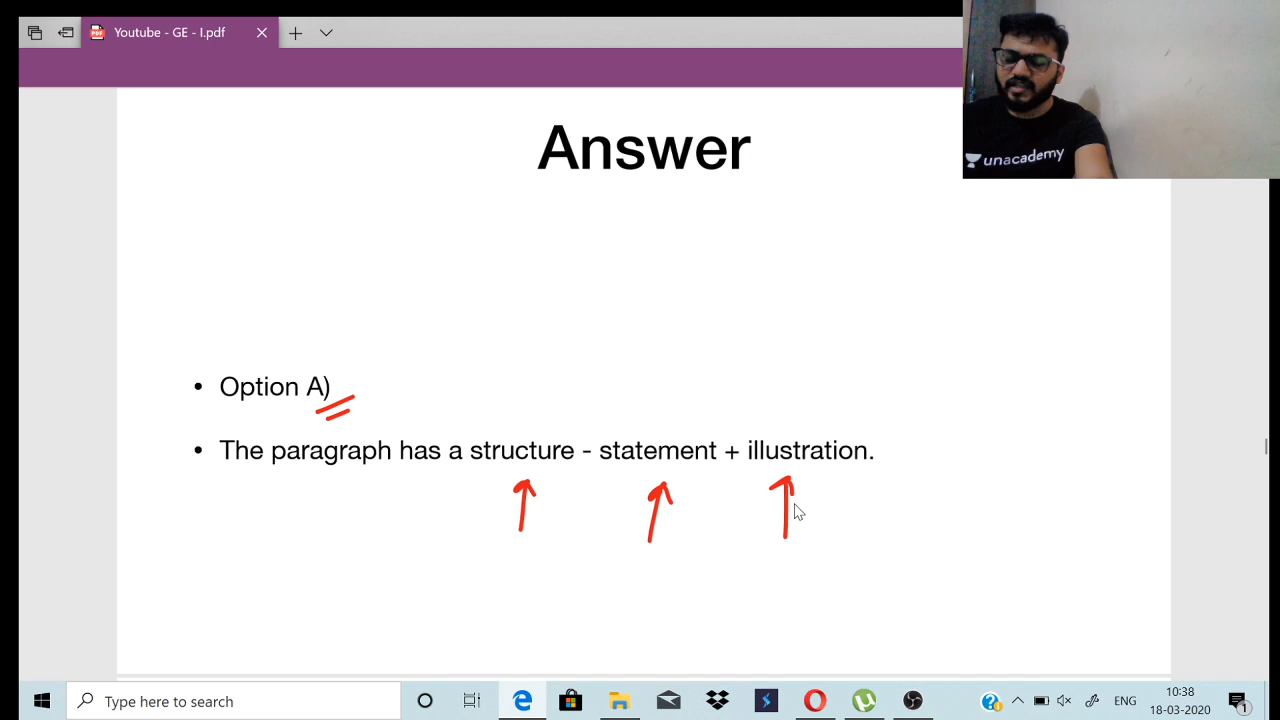 Youtube - GE - I.pdf
unacademy
Answer
• Option A)
• The paragraph has a structure - statement + illustration.
Type here to search
ENG
10:38
18-03-2020
1